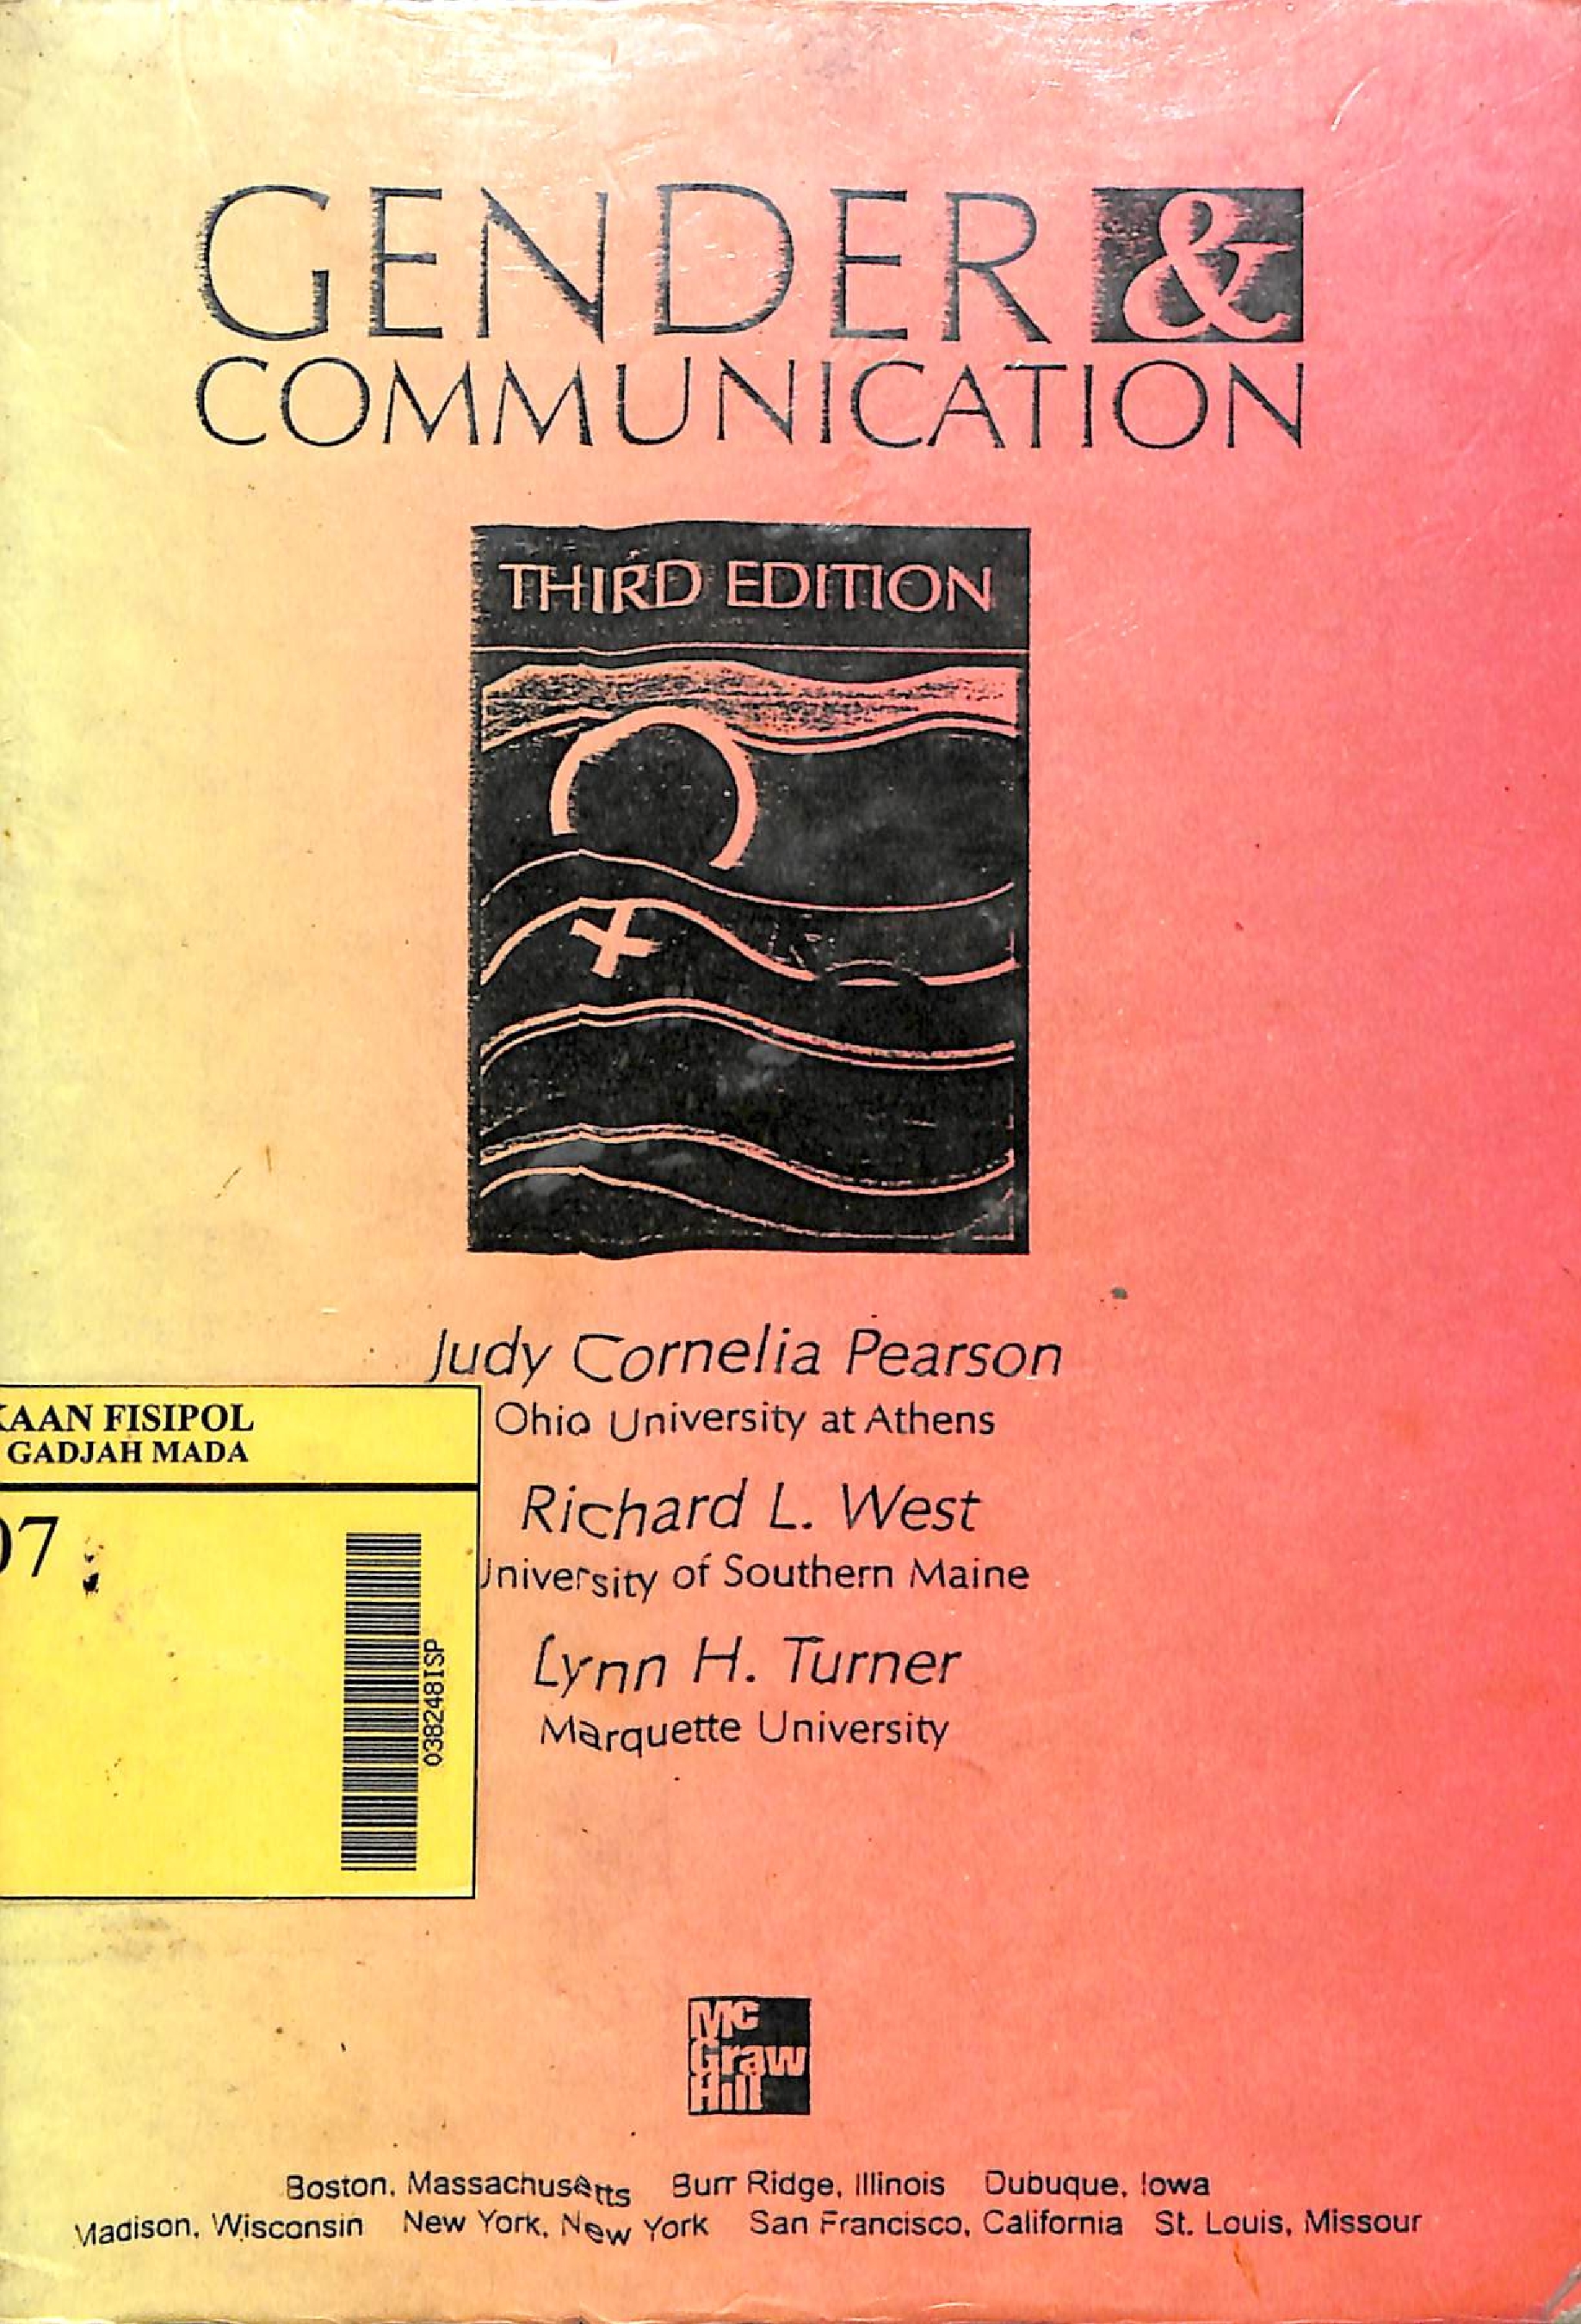 GENDER &
COMMUNICATION
THIRD EDITION
Judy Cornelia Pearson
Ohio University at Athens
KAAN FISIPOL
GADJAH MADA
Richard L. West
University of Southern Maine
07
038248ISP
Lynn H. Turner
Marquette University
Mc
Graw
Hill
Boston, Massachusetts Burr Ridge, Illinois Dubuque, Iowa
Madison, Wisconsin New York, New York San Francisco, California St. Louis, Missour